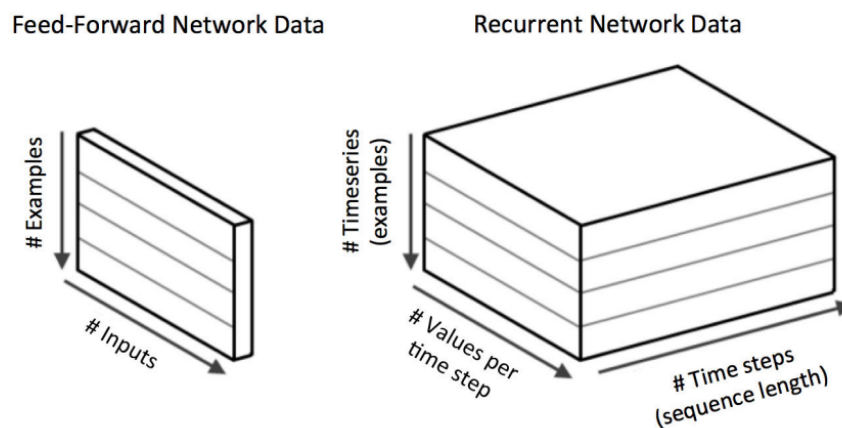 Feed-Forward Network Data
# Examples
# Inputs
Recurrent Network Data
# Timeseries
(examples)
# Values per
time step
# Time steps
(sequence length)